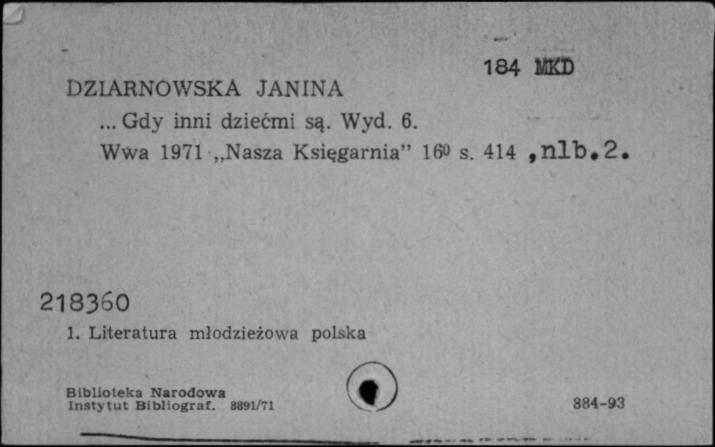 184 MKD
DZIARNOWSKA JANINA
... Gdy inni dziećmi są. Wyd. 6.
Wwa 1971 „Nasza Księgarnia” 16⁰ s. 414 ,nlb.2.
218360
1. Literatura młodzieżowa polska
Biblioteka Narodowa
Instytut Bibliograf. 8891/71
884-93